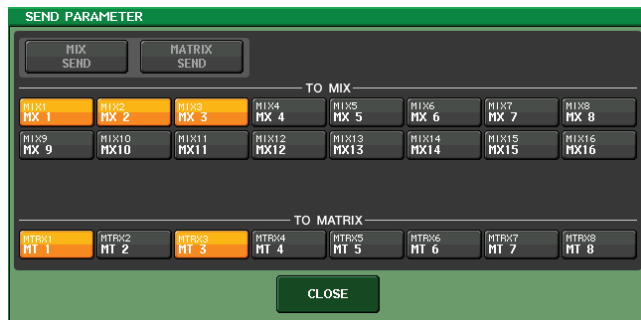 SEND PARAMETER
MIX SEND MATRIX SEND
TO MIX
MIX1 MIX2 MIX3 MIX4 MIX5 MIX6 MIX7 MIX8
MX 1 MX 2 MX 3 MX 4 MX 5 MX 6 MX 7 MX 8
MIX9 MIX10 MIX11 MIX12 MIX13 MIX14 MIX15 MIX16
MX 9 MX10 MX11 MX12 MX13 MX14 MX15 MX16
TO MATRIX
MTRX1 MTRX2 MTRX3 MTRX4 MTRX5 MTRX6 MTRX7 MTRX8
MT 1 MT 2 MT 3 MT 4 MT 5 MT 6 MT 7 MT 8
CLOSE